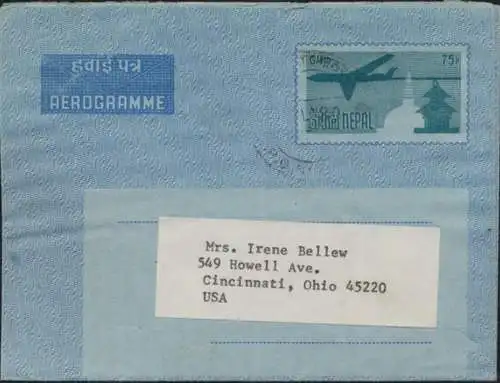 हवाई पत्र
AEROGRAMME
75P
नेपाल NEPAL
Mrs. Irene Bellew
549 Howell Ave.
Cincinnati, Ohio 45220
USA